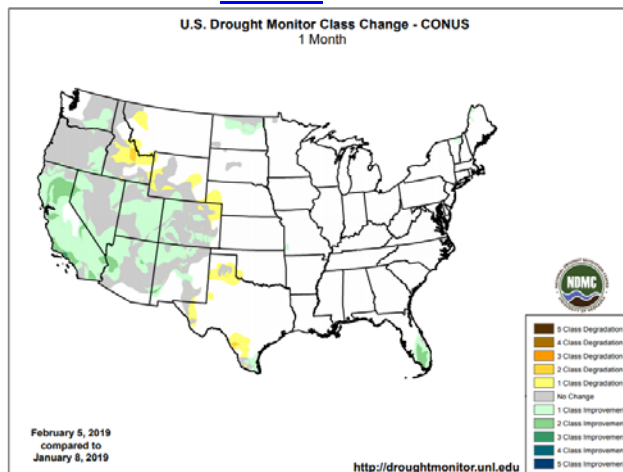 U.S. Drought Monitor Class Change - CONUS
1 Month
NDMC
5 Class Degradation
4 Class Degradation
3 Class Degradation
2 Class Degradation
1 Class Degradation
No Change
1 Class Improvement
2 Class Improvement
3 Class Improvement
4 Class Improvement
5 Class Improvement
February 5, 2019
compared to
January 8, 2019
http://droughtmonitor.unl.edu